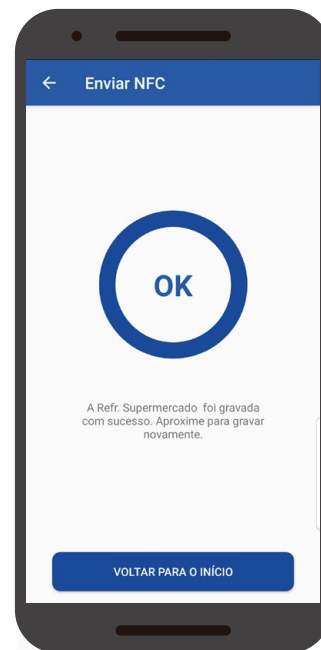 Enviar NFC
OK
A Refr. Supermercado foi gravada
com sucesso. Aproxime para gravar
novamente.
VOLTAR PARA O INÍCIO